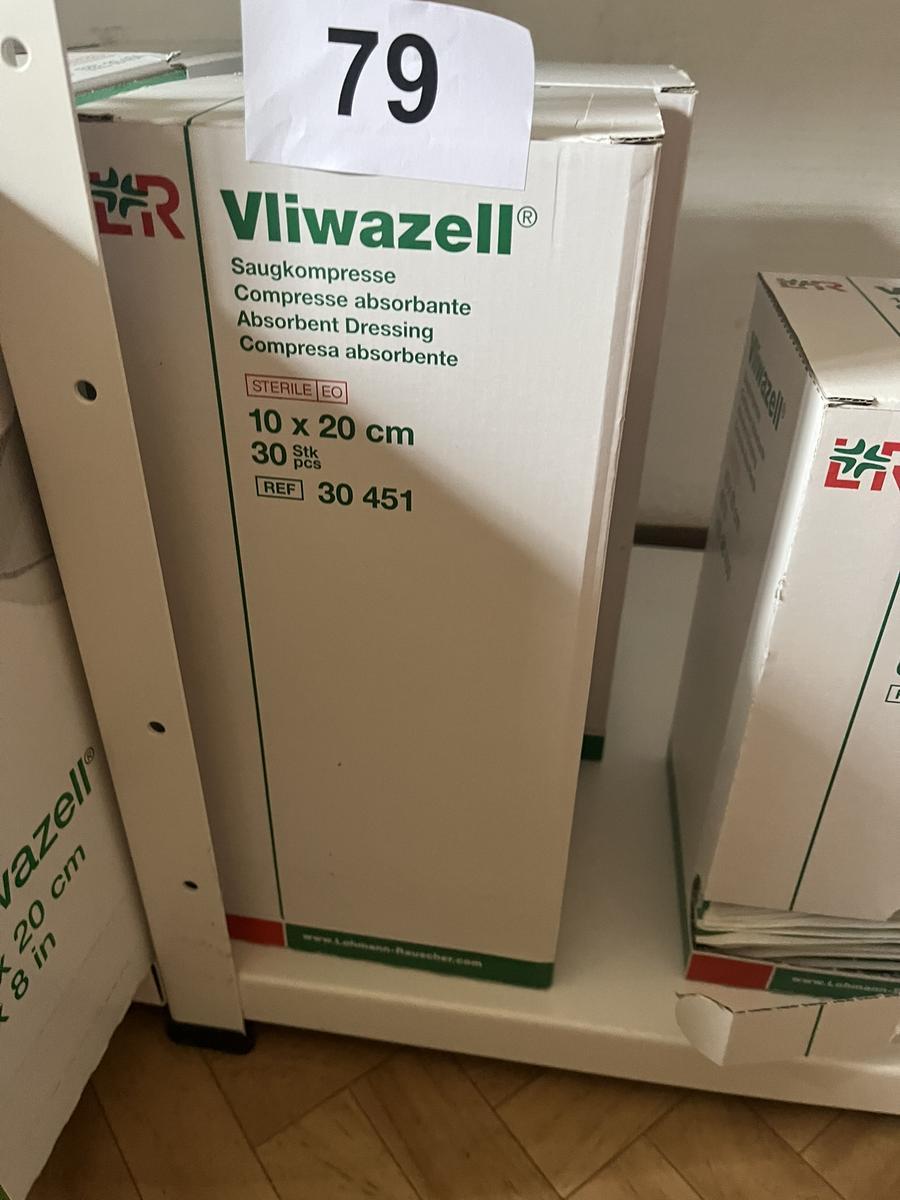 79
L&R
Vliwazell®
Saugkompresse
Compresse absorbante
Absorbent Dressing
Compresa absorbente
STERILE EO
10 x 20 cm
30 Stk
pcs
REF 30 451
www.Lohmann-Rauscher.com
Vliwazell®
www.Lohmann-
vazell®
x 20 cm
x 8 in